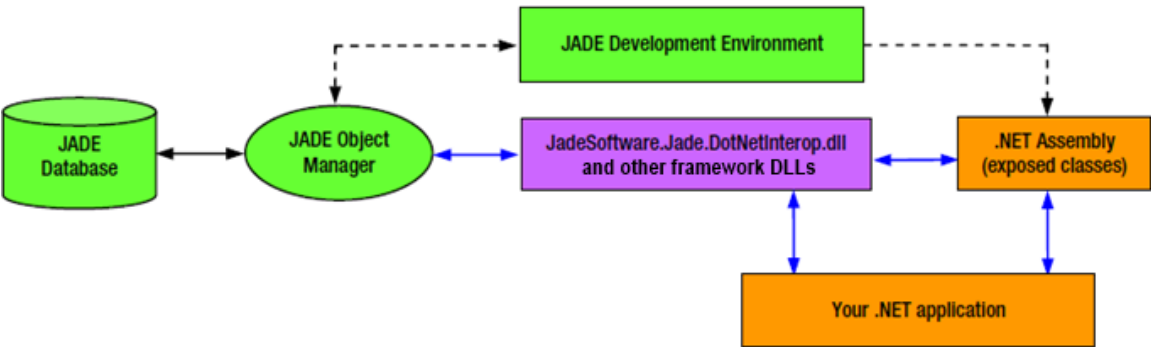 JADE Development Environment
JADE
Database
JADE Object
Manager
JadeSoftware.Jade.DotNetInterop.dll
and other framework DLLs
.NET Assembly
(exposed classes)
Your .NET application